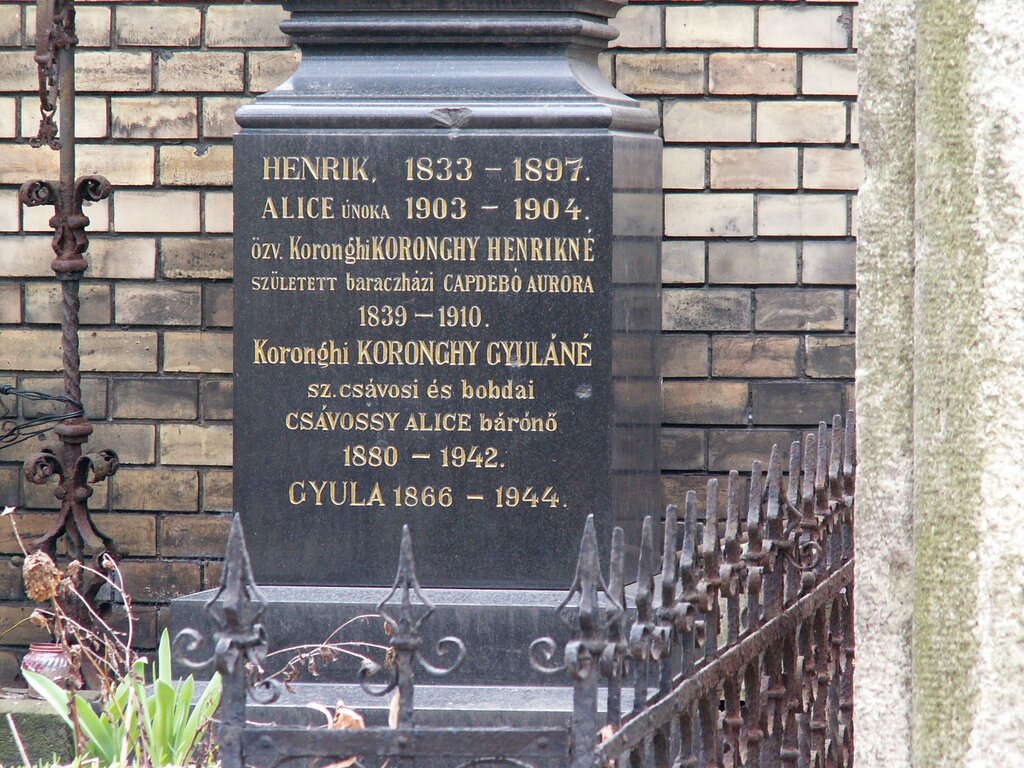 HENRIK, 1833 – 1897.
ALICE ÚNOKA 1903 – 1904.
özv. Koronghi KORONGHY HENRIKNÉ
SZÜLETETT baraczházi CAPDEBÓ AURORA
1839 – 1910.
Koronghi KORONGHY GYULÁNÉ
sz. csávosi és bobdai
CSÁVOSSY ALICE bárónő
1880 – 1942.
GYULA 1866 – 1944.